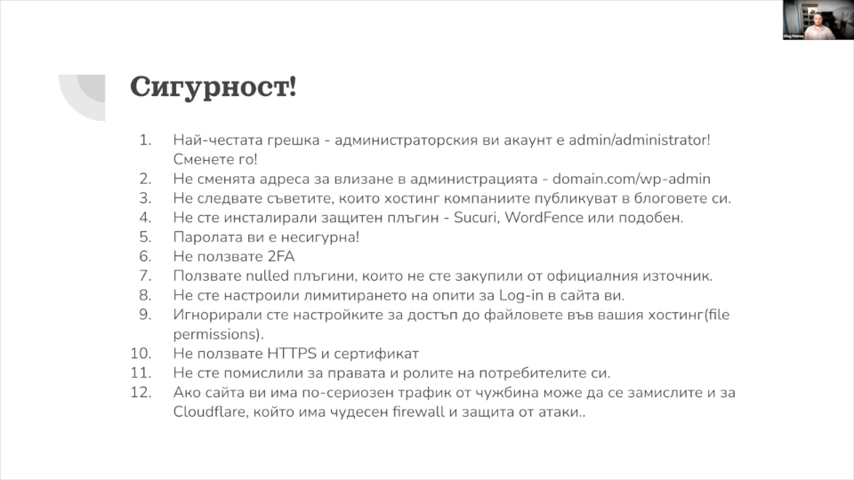 Сигурност!
1. Най-честата грешка - администраторския ви акаунт е admin/administrator!
Сменете го!
2. Не сменята адреса за влизане в администрацията - domain.com/wp-admin
3. Не следвате съветите, които хостинг компаниите публикуват в блоговете си.
4. Не сте инсталирали защитен плъгин - Sucuri, WordFence или подобен.
5. Паролата ви е несигурна!
6. Не ползвате 2FA
7. Ползвате nulled плъгини, които не сте закупили от официалния източник.
8. Не сте настроили лимитирането на опити за Log-in в сайта ви.
9. Игнорирали сте настройките за достъп до файловете във вашия хостинг(file
permissions).
10. Не ползвате HTTPS и сертификат
11. Не сте помислили за правата и ролите на потребителите си.
12. Ако сайта ви има по-сериозен трафик от чужбина може да се замислите и за
Cloudflare, който има чудесен firewall и защита от атаки..